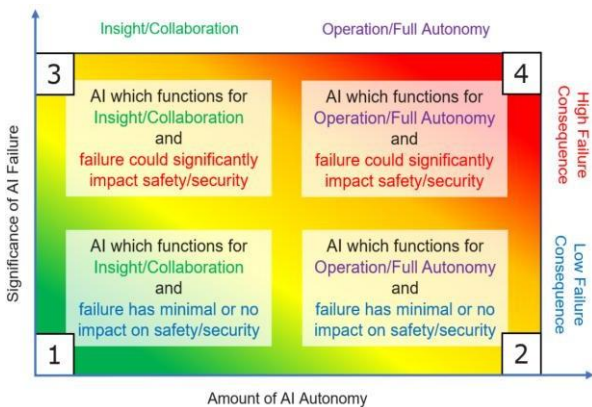 Insight/Collaboration
Operation/Full Autonomy
3
4
AI which functions for
Insight/Collaboration
and
failure could significantly
impact safety/security
AI which functions for
Operation/Full Autonomy
and
failure could significantly
impact safety/security
High Failure
Consequence
Significance of AI Failure
AI which functions for
Insight/Collaboration
and
failure has minimal or no
impact on safety/security
AI which functions for
Operation/Full Autonomy
and
failure has minimal or no
impact on safety/security
Low Failure
Consequence
1
2
Amount of AI Autonomy